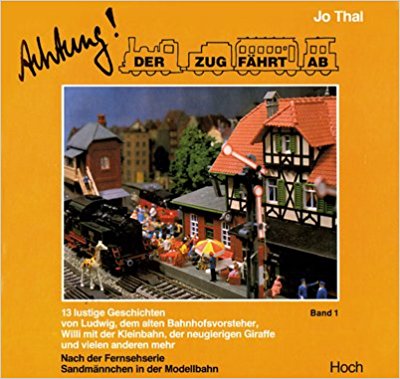 Jo Thal
Achtung!
DER ZUG FÄHRT AB
13 lustige Geschichten
von Ludwig, dem alten Bahnhofsvorsteher,
Willi mit der Kleinbahn, der neugierigen Giraffe
und vielen anderen mehr
Band 1
Nach der Fernsehserie
Sandmännchen in der Modellbahn
Hoch